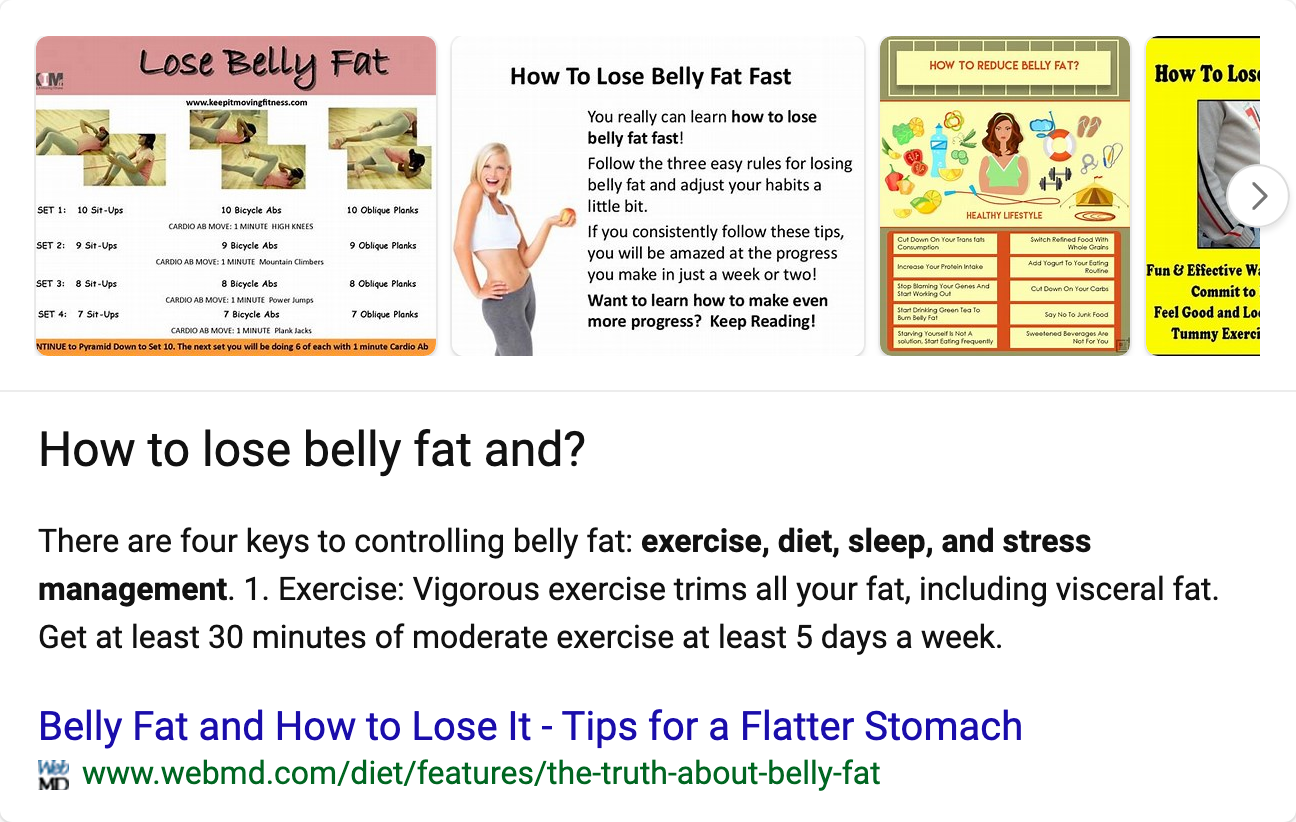 Lose Belly Fat
www.keepitmovingfitness.com
SET 1: 10 Sit-Ups 10 Bicycle Abs 10 Oblique Planks
CARDIO AB MOVE: 1 MINUTE HIGH KNEES
SET 2: 9 Sit-Ups 9 Bicycle Abs 9 Oblique Planks
CARDIO AB MOVE: 1 MINUTE Mountain Climbers
SET 3: 8 Sit-Ups 8 Bicycle Abs 8 Oblique Planks
CARDIO AB MOVE: 1 MINUTE Power Jumps
SET 4: 7 Sit-Ups 7 Bicycle Abs 7 Oblique Planks
CARDIO AB MOVE: 1 MINUTE Plank Jacks
NTINUE to Pyramid Down to Set 10. The next set you will be doing 6 of each with 1 minute Cardio Ab
How To Lose Belly Fat Fast
You really can learn how to lose
belly fat fast!
Follow the three easy rules for losing
belly fat and adjust your habits a
little bit.
If you consistently follow these tips,
you will be amazed at the progress
you make in just a week or two!
Want to learn how to make even
more progress? Keep Reading!
HOW TO REDUCE BELLY FAT?
HEALTHY LIFESTYLE
Cut Down On Your Trans fats
Consumption
Increase Your Protein Intake
Stop Blaming Your Genes And
Start Working Out
Start Drinking Green Tea To
Burn Belly Fat
Starving Yourself Is Not A
solution, Start Eating Frequently
Switch Refined Food With
Whole Grains
Add Yogurt To Your Eating
Routine
Cut Down On Your Carbs
Say No To Junk Food
Sweetened Beverages Are
Not For You
How To Lose
Fun & Effective Wa
Commit to
Feel Good and Loo
Tummy Exerci
How to lose belly fat and?
There are four keys to controlling belly fat: exercise, diet, sleep, and stress
management. 1. Exercise: Vigorous exercise trims all your fat, including visceral fat.
Get at least 30 minutes of moderate exercise at least 5 days a week.
Belly Fat and How to Lose It - Tips for a Flatter Stomach
Web
MD
www.webmd.com/diet/features/the-truth-about-belly-fat